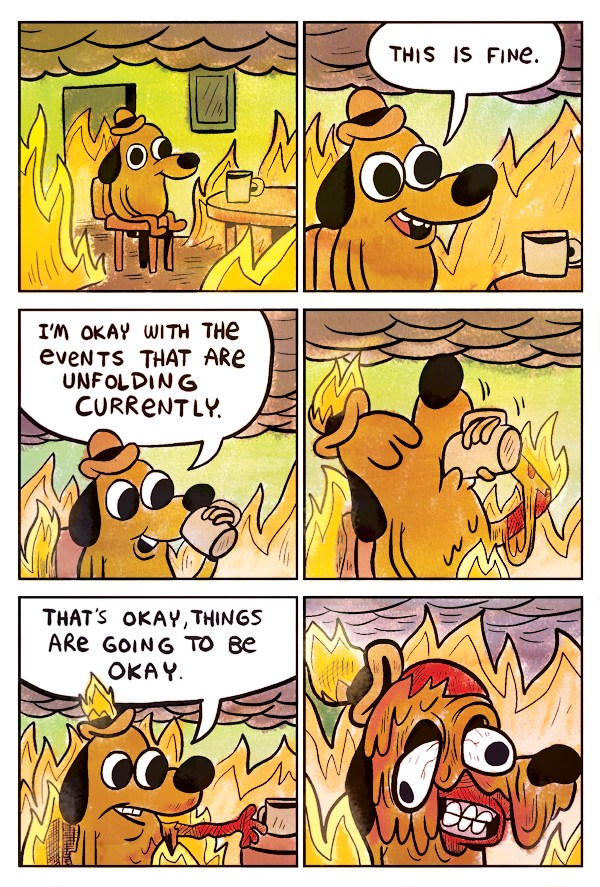 THIS IS FINE.
I'M OKAY WITH THE
EVENTS THAT ARE
UNFOLDING
CURRENTLY.
THAT'S OKAY, THINGS
ARE GOING TO BE
OKAY.